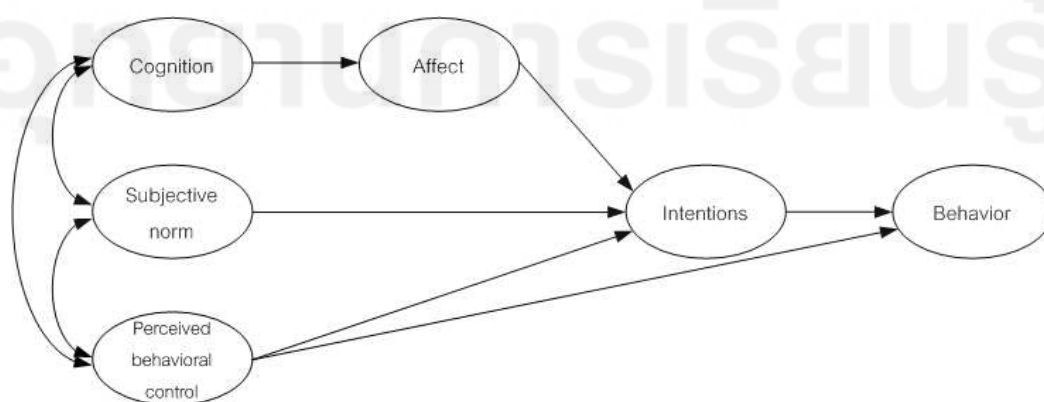 Cognition
Affect
Subjective
norm
Intentions
Behavior
Perceived
behavioral
control